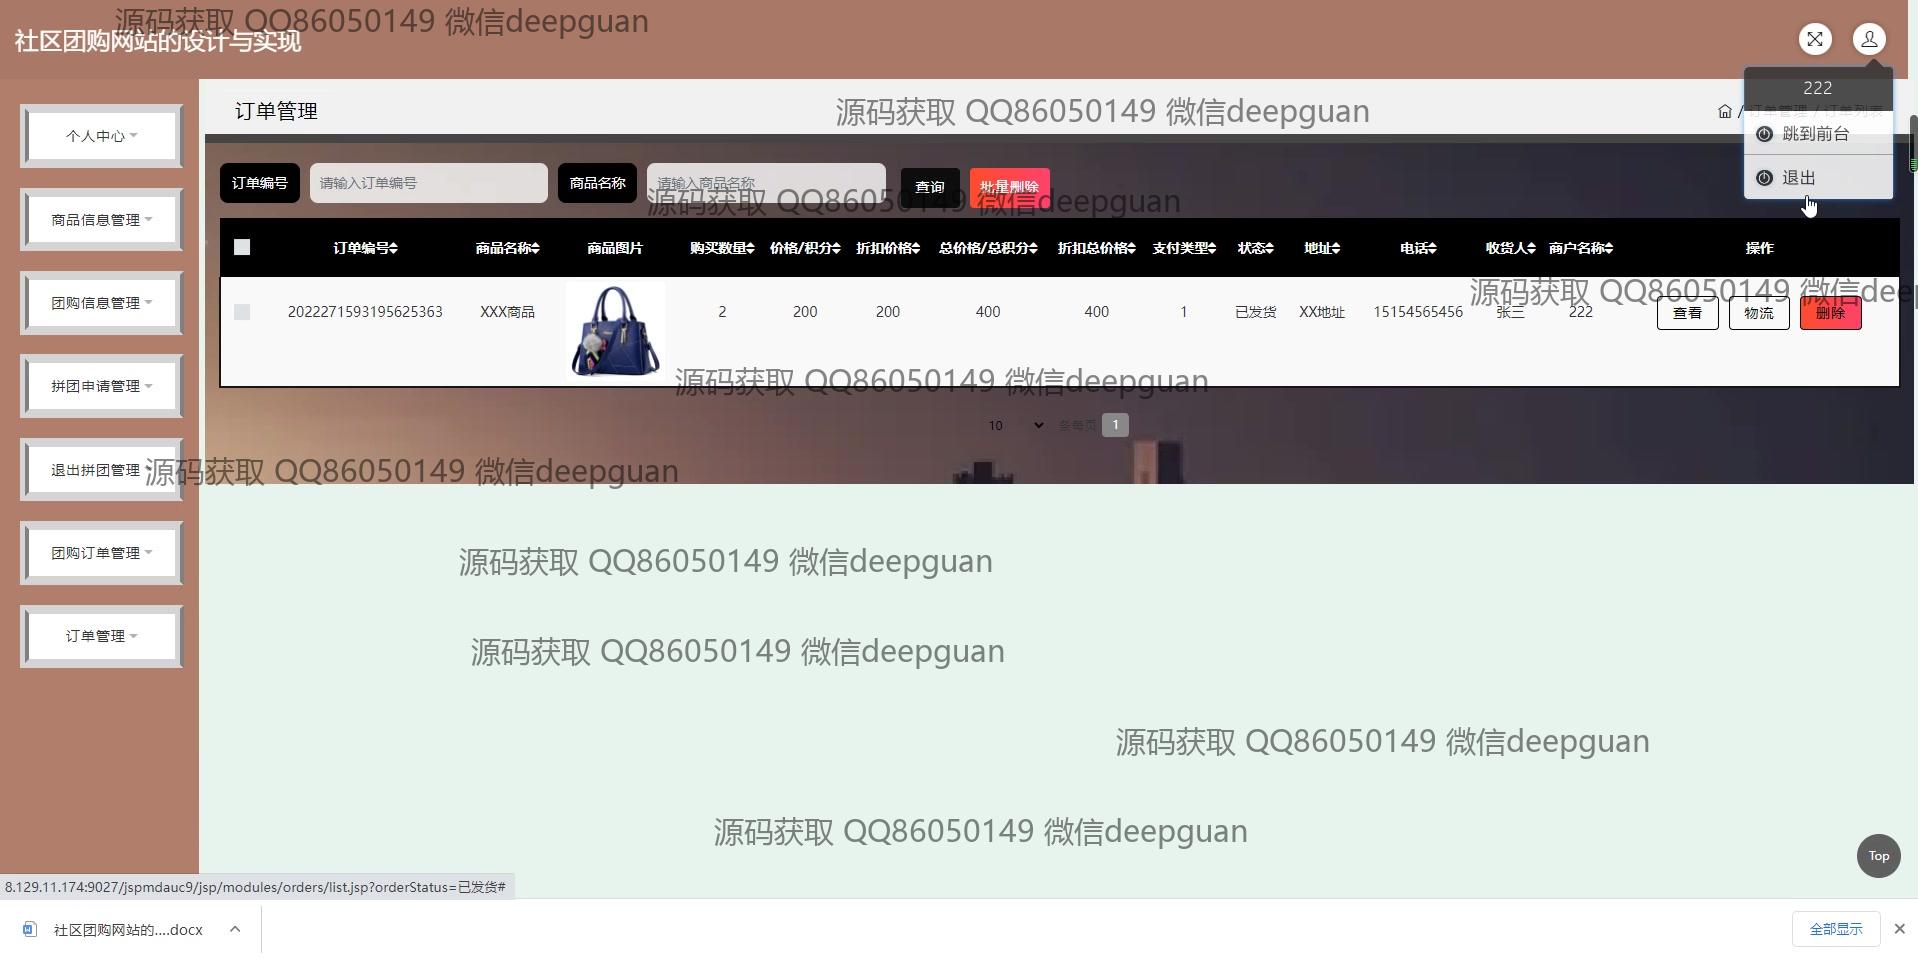 源码获取 QQ86050149 微信deepguan
社区团购网站的设计与实现
222
订单管理
源码获取 QQ86050149 微信deepguan
/ 订单管理 / 订单列表
跳到前台
退出
个人中心
商品信息管理
团购信息管理
拼团申请管理
退出拼团管理
团购订单管理
订单管理
订单编号 请输入订单编号 商品名称 请输入商品名称 查询 批量删除
源码获取 QQ86050149 微信deepguan
订单编号 商品名称 商品图片 购买数量 价格/积分 折扣价格 总价格/总积分 折扣总价格 支付类型 状态 地址 电话 收货人 商户名称 操作
源码获取 QQ86050149 微信deep
2022271593195625363 XXX商品 2 200 200 400 400 1 已发货 XX地址 15154565456 张三 222 查看 物流 删除
源码获取 QQ86050149 微信deepguan
10 条每页 1
源码获取 QQ86050149 微信deepguan
源码获取 QQ86050149 微信deepguan
源码获取 QQ86050149 微信deepguan
源码获取 QQ86050149 微信deepguan
源码获取 QQ86050149 微信deepguan
Top
8.129.11.174:9027/jspmdauc9/jsp/modules/orders/list.jsp?orderStatus=已发货#
社区团购网站的....docx
全部显示